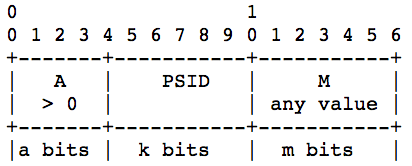 0                   1
0 1 2 3 4 5 6 7 8 9 0 1 2 3 4 5 6
+-------+-----------+-----------+
|   A   |    PSID   |     M     |
|  > 0  |           | any value |
+-------+-----------+-----------+
|a bits |  k bits   |  m bits   |